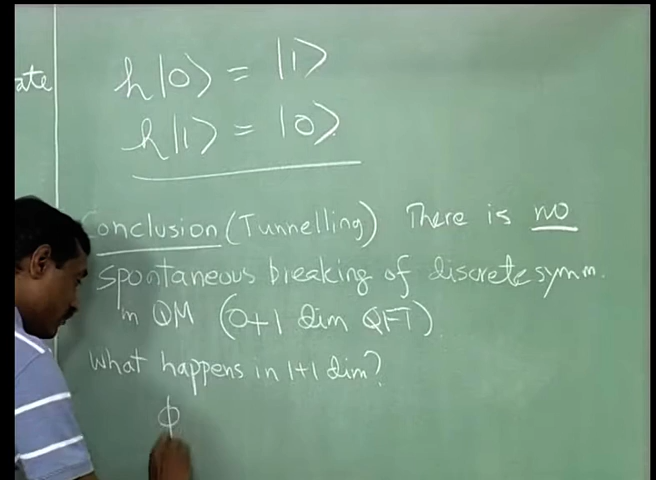 ate
h|0⟩ = |1⟩
h|1⟩ = |0⟩.
Conclusion (Tunnelling) There is no
spontaneous breaking of discrete symm.
in QM (0+1 dim QFT).
What happens in 1+1 dim?
ϕ